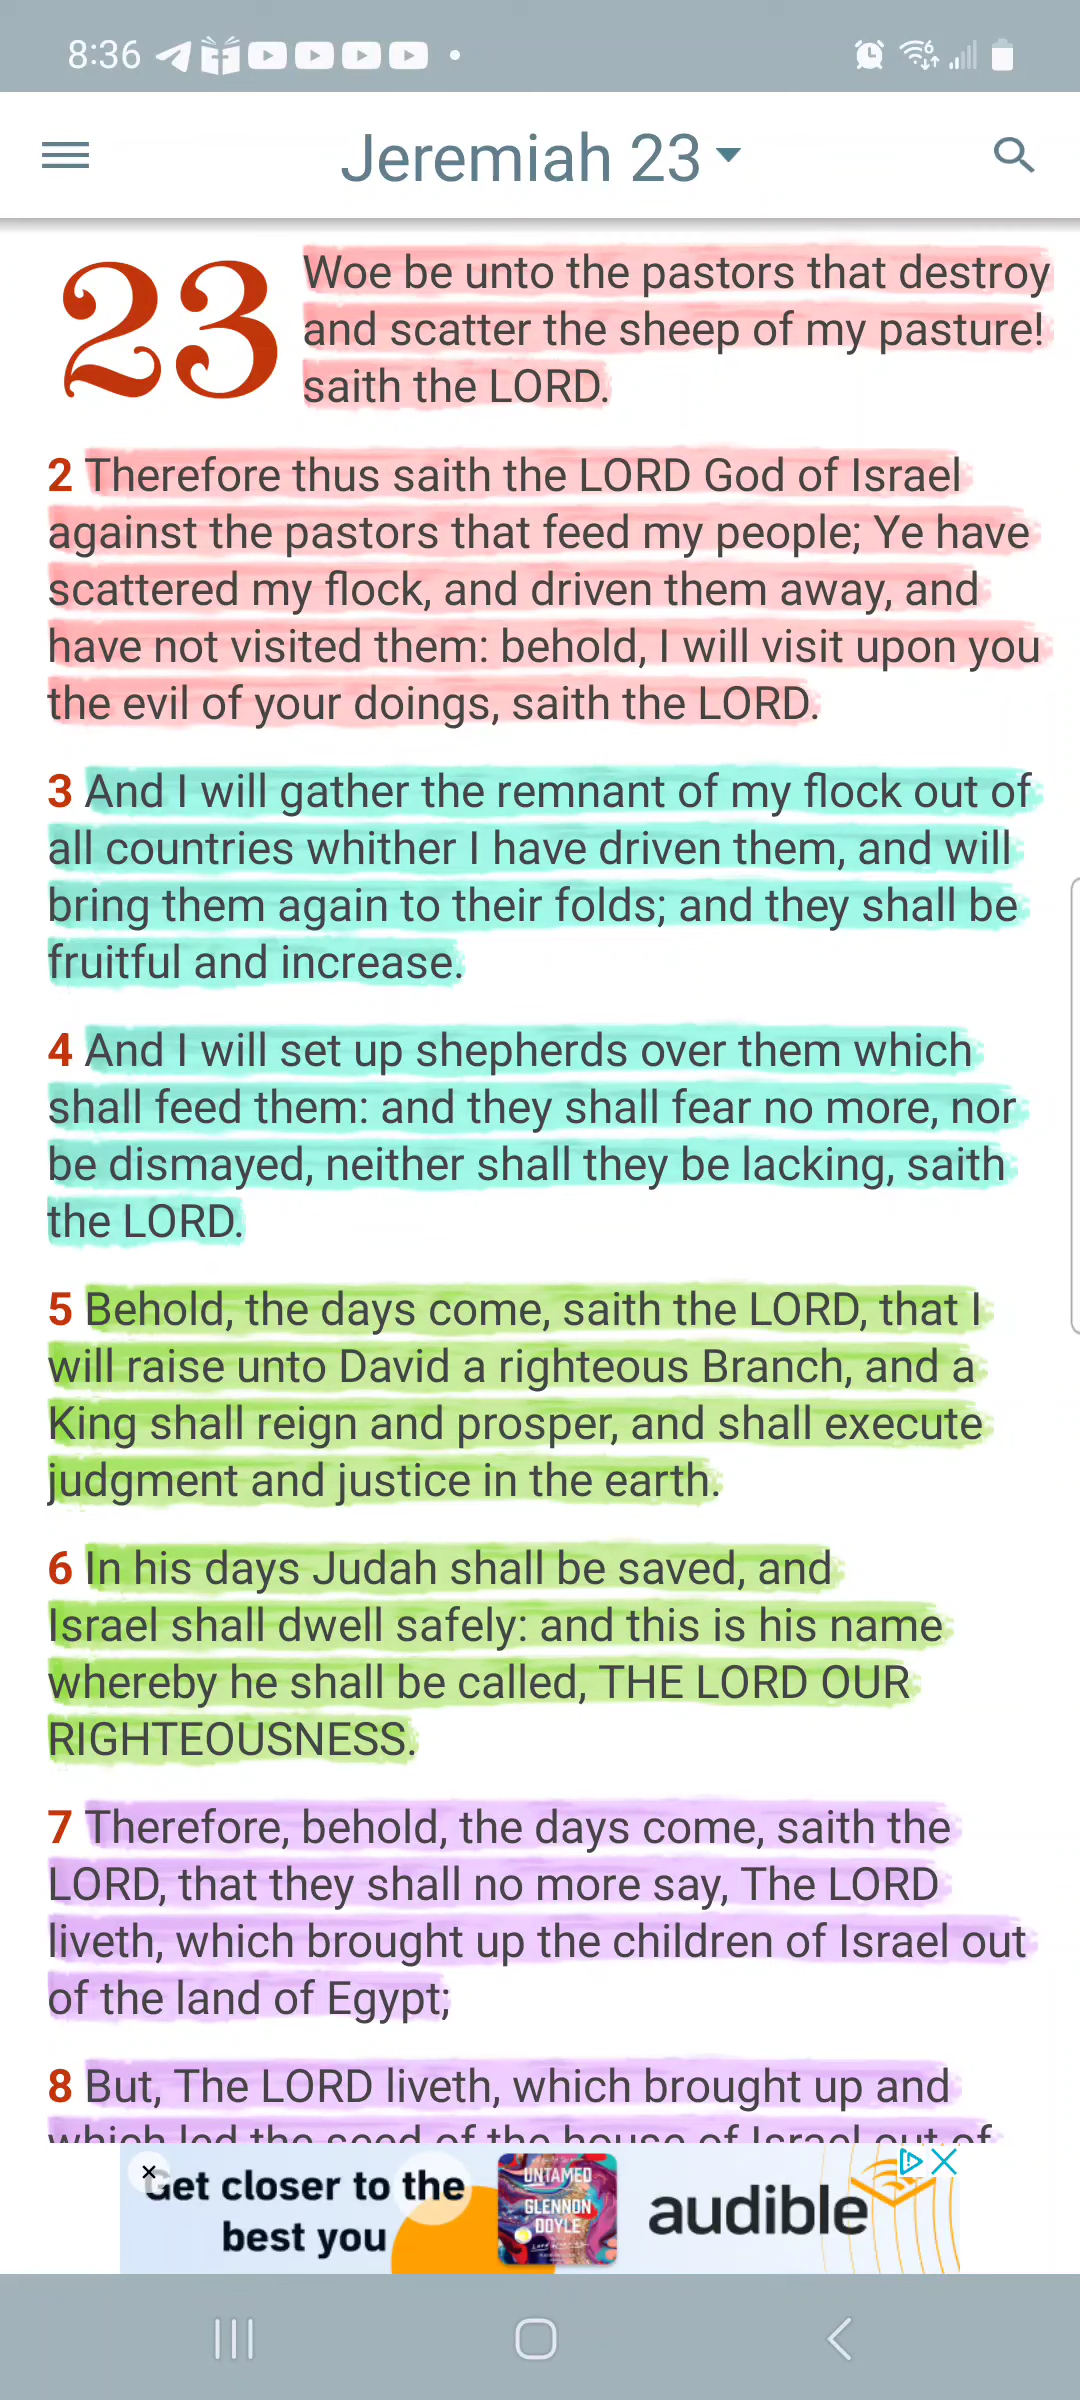 8:36
Jeremiah 23
23 Woe be unto the pastors that destroy
and scatter the sheep of my pasture!
saith the LORD.
2 Therefore thus saith the LORD God of Israel
against the pastors that feed my people; Ye have
scattered my flock, and driven them away, and
have not visited them: behold, I will visit upon you
the evil of your doings, saith the LORD.
3 And I will gather the remnant of my flock out of
all countries whither I have driven them, and will
bring them again to their folds; and they shall be
fruitful and increase.
4 And I will set up shepherds over them which
shall feed them: and they shall fear no more, nor
be dismayed, neither shall they be lacking, saith
the LORD.
5 Behold, the days come, saith the LORD, that I
will raise unto David a righteous Branch, and a
King shall reign and prosper, and shall execute
judgment and justice in the earth.
6 In his days Judah shall be saved, and
Israel shall dwell safely: and this is his name
whereby he shall be called, THE LORD OUR
RIGHTEOUSNESS.
7 Therefore, behold, the days come, saith the
LORD, that they shall no more say, The LORD
liveth, which brought up the children of Israel out
of the land of Egypt;
8 But, The LORD liveth, which brought up and
which led the seed of the house of Israel out of
Get closer to the
best you
UNTAMED
GLENNON
DOYLE
audible